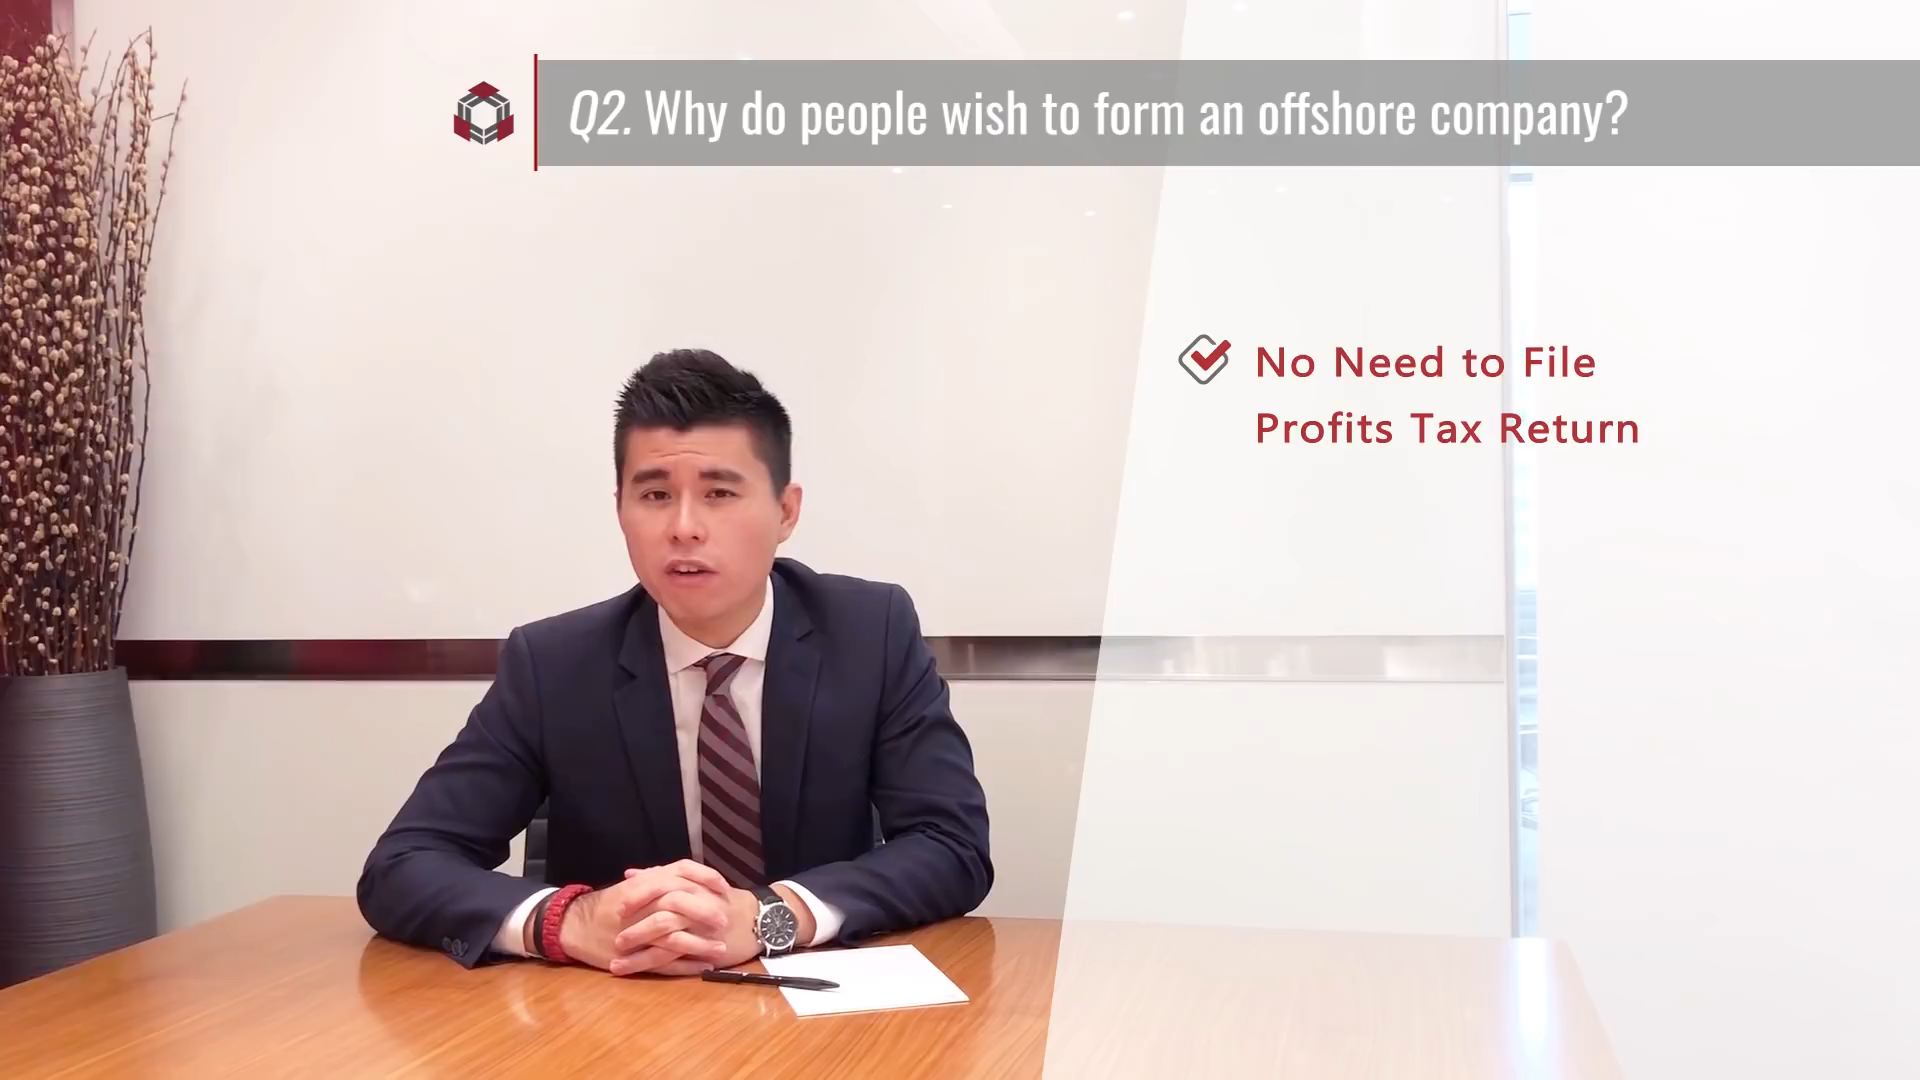 Q2. Why do people wish to form an offshore company?
No Need to File
Profits Tax Return